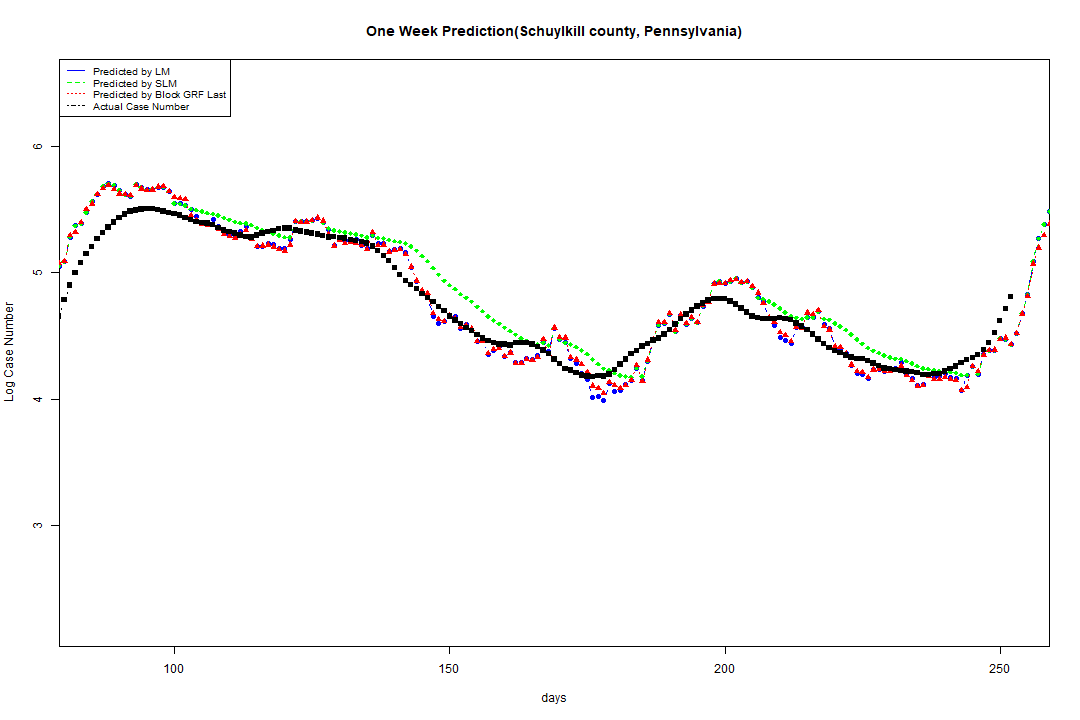 One Week Prediction(Schuylkill county, Pennsylvania)
Predicted by LM
Predicted by SLM
Predicted by Block GRF Last
Actual Case Number
Log Case Number
6
5
4
3
100 150 200 250
days